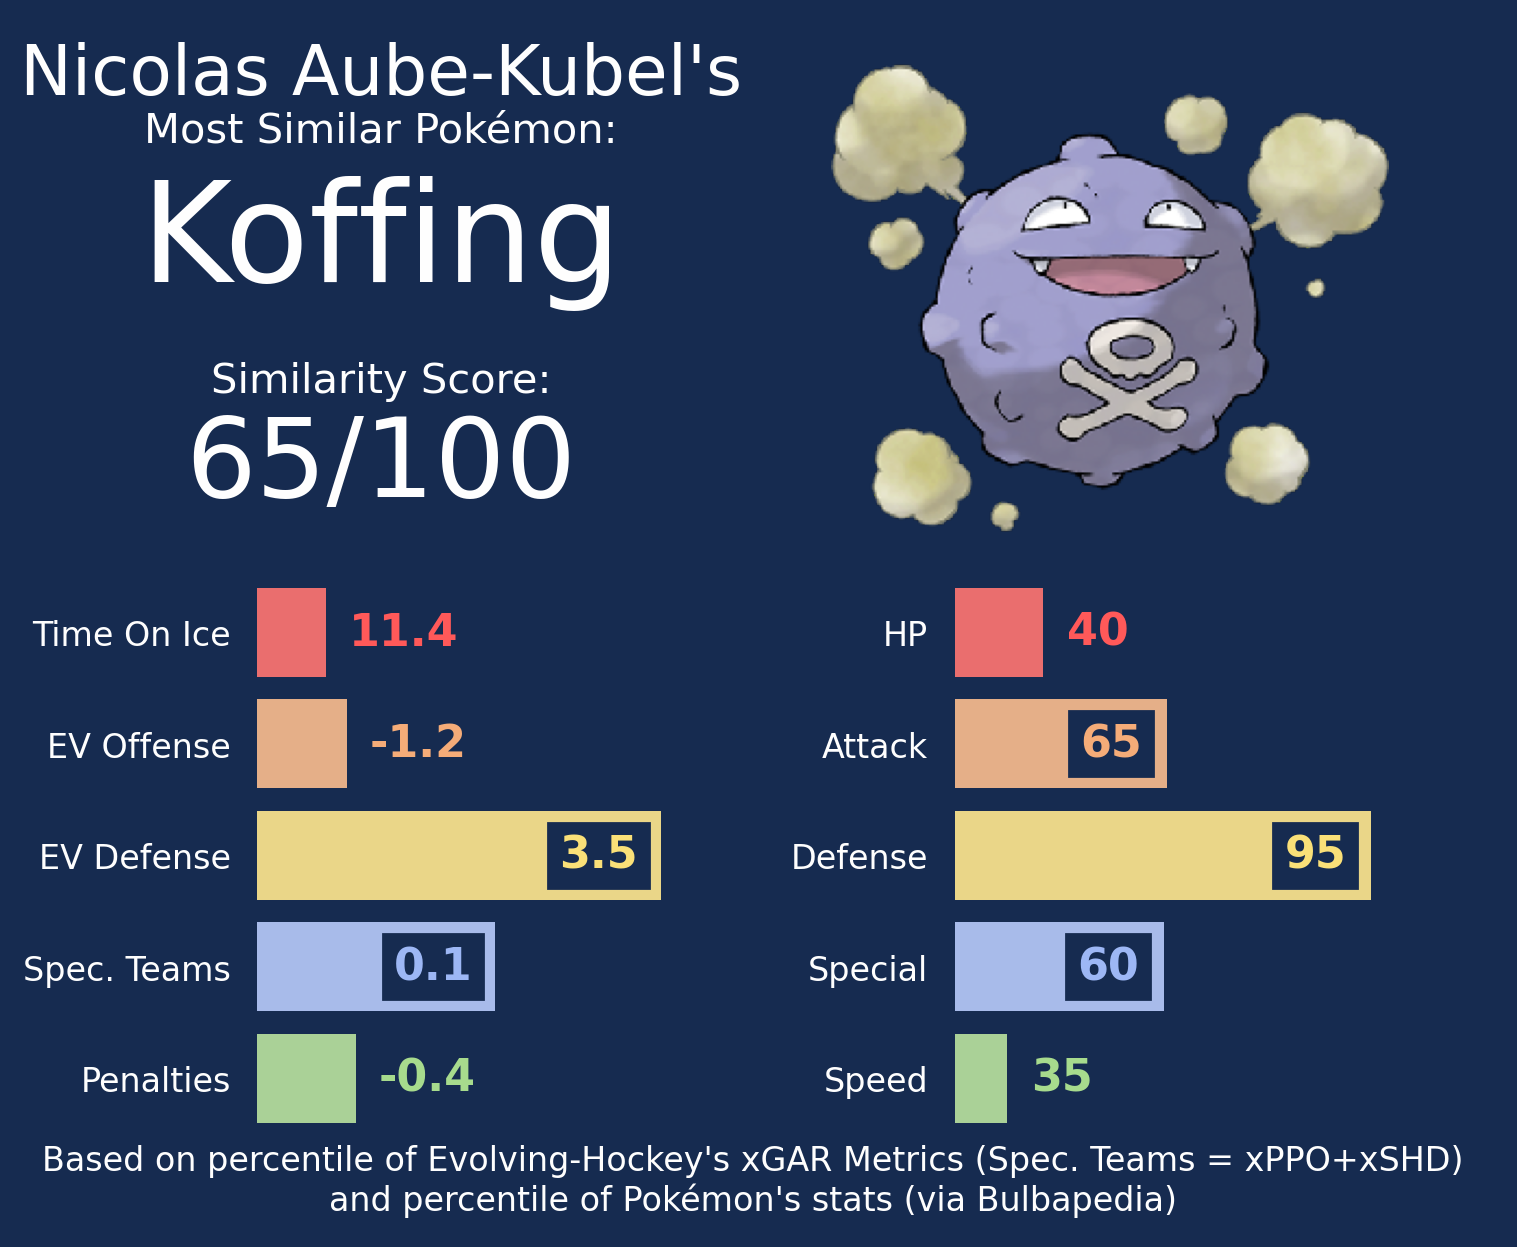 Nicolas Aube-Kubel's
Most Similar Pokémon:
Koffing
Similarity Score:
65/100
Time On Ice 11.4
EV Offense -1.2
EV Defense 3.5
Spec. Teams 0.1
Penalties -0.4
HP 40
Attack 65
Defense 95
Special 60
Speed 35
Based on percentile of Evolving-Hockey's xGAR Metrics (Spec. Teams = xPPO+xSHD)
and percentile of Pokémon's stats (via Bulbapedia)